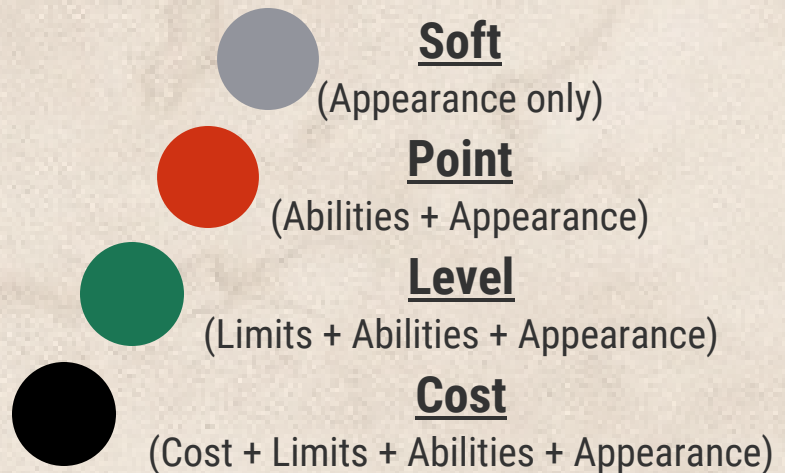 Soft
(Appearance only)
Point
(Abilities + Appearance)
Level
(Limits + Abilities + Appearance)
Cost
(Cost + Limits + Abilities + Appearance)